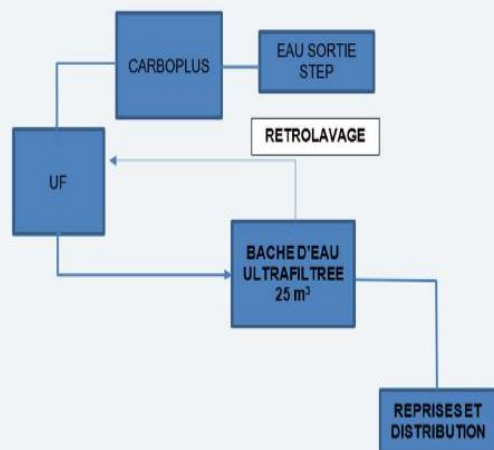 CARBOPLUS
EAU SORTIE
STEP
RETROLAVAGE
UF
BACHE D'EAU
ULTRAFILTREE
25 m³
REPRISES ET
DISTRIBUTION